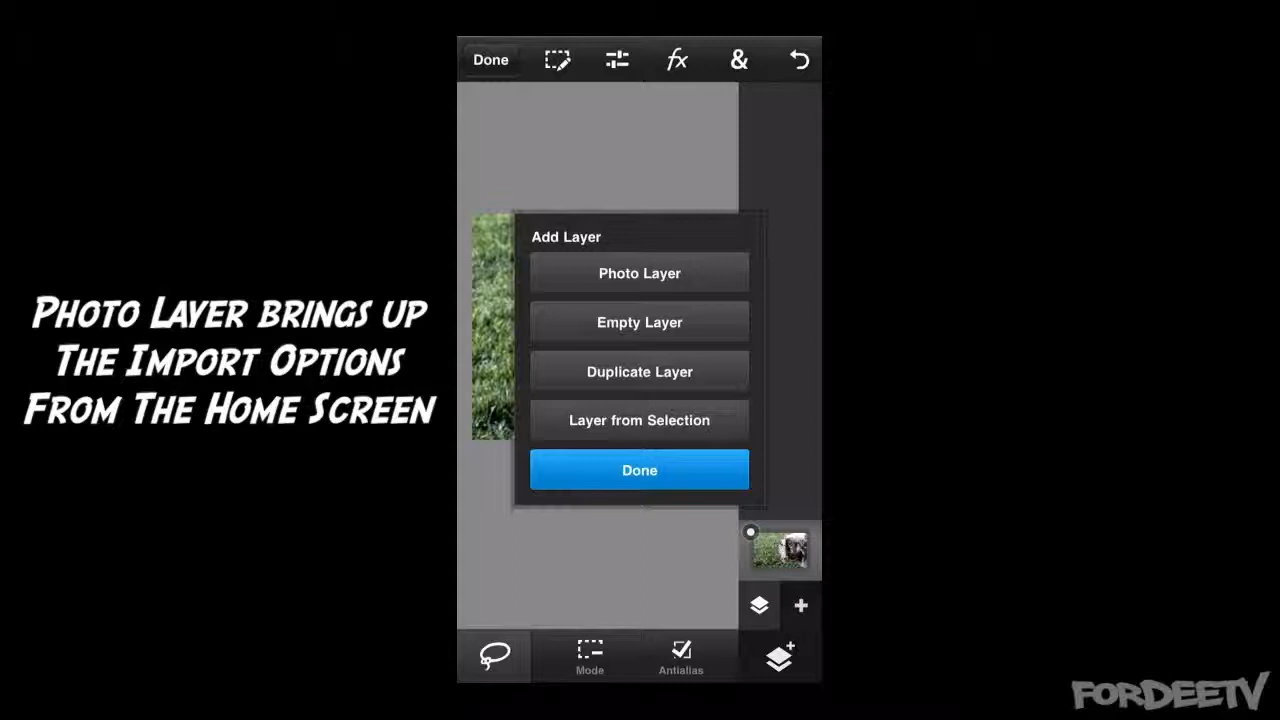 Done
fx
&
Add Layer
Photo Layer
Empty Layer
Duplicate Layer
Layer from Selection
Done
Mode
Antialias
PHOTO LAYER BRINGS UP
THE IMPORT OPTIONS
FROM THE HOME SCREEN
FORDEETV